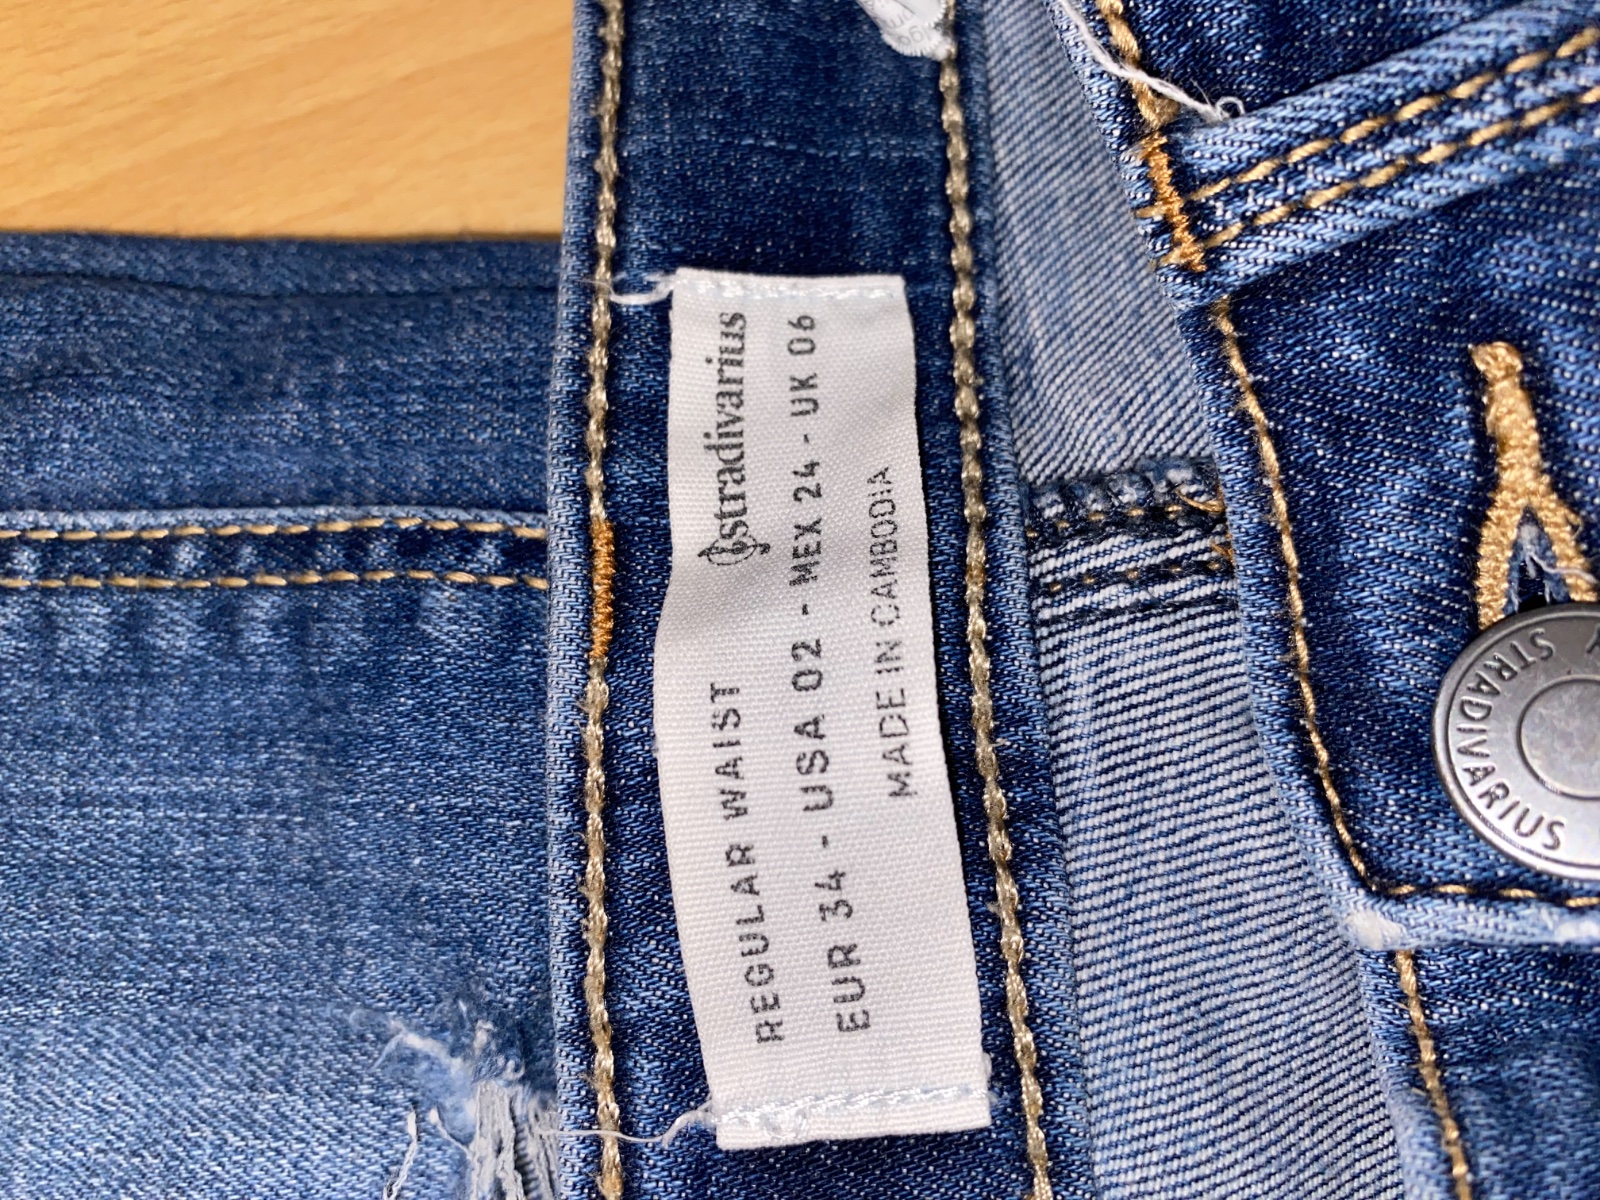 REGULAR WAIST stradivarius
EUR 34 - USA 02 - MEX 24 - UK 06
MADE IN CAMBODIA
STRADIVARIUS